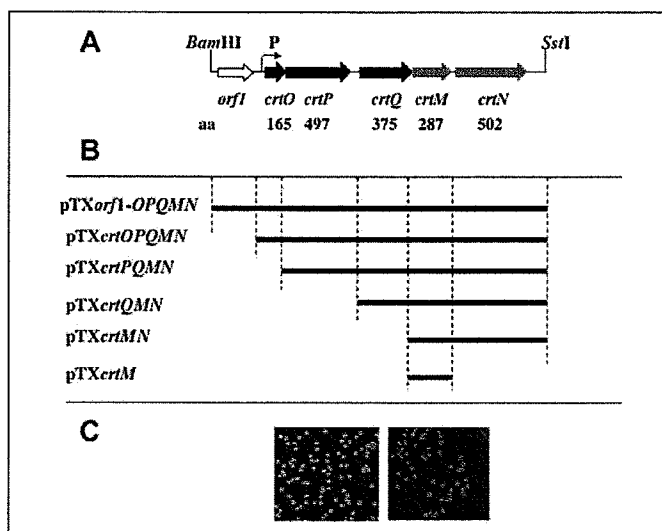 A
BamHI P SstI
orf1 crtO crtP crtQ crtM crtN
aa 165 497 375 287 502
B
pTXorf1-OPQMN
pTXcrtOPQMN
pTXcrtPQMN
pTXcrtQMN
pTXcrtMN
pTXcrtM
C